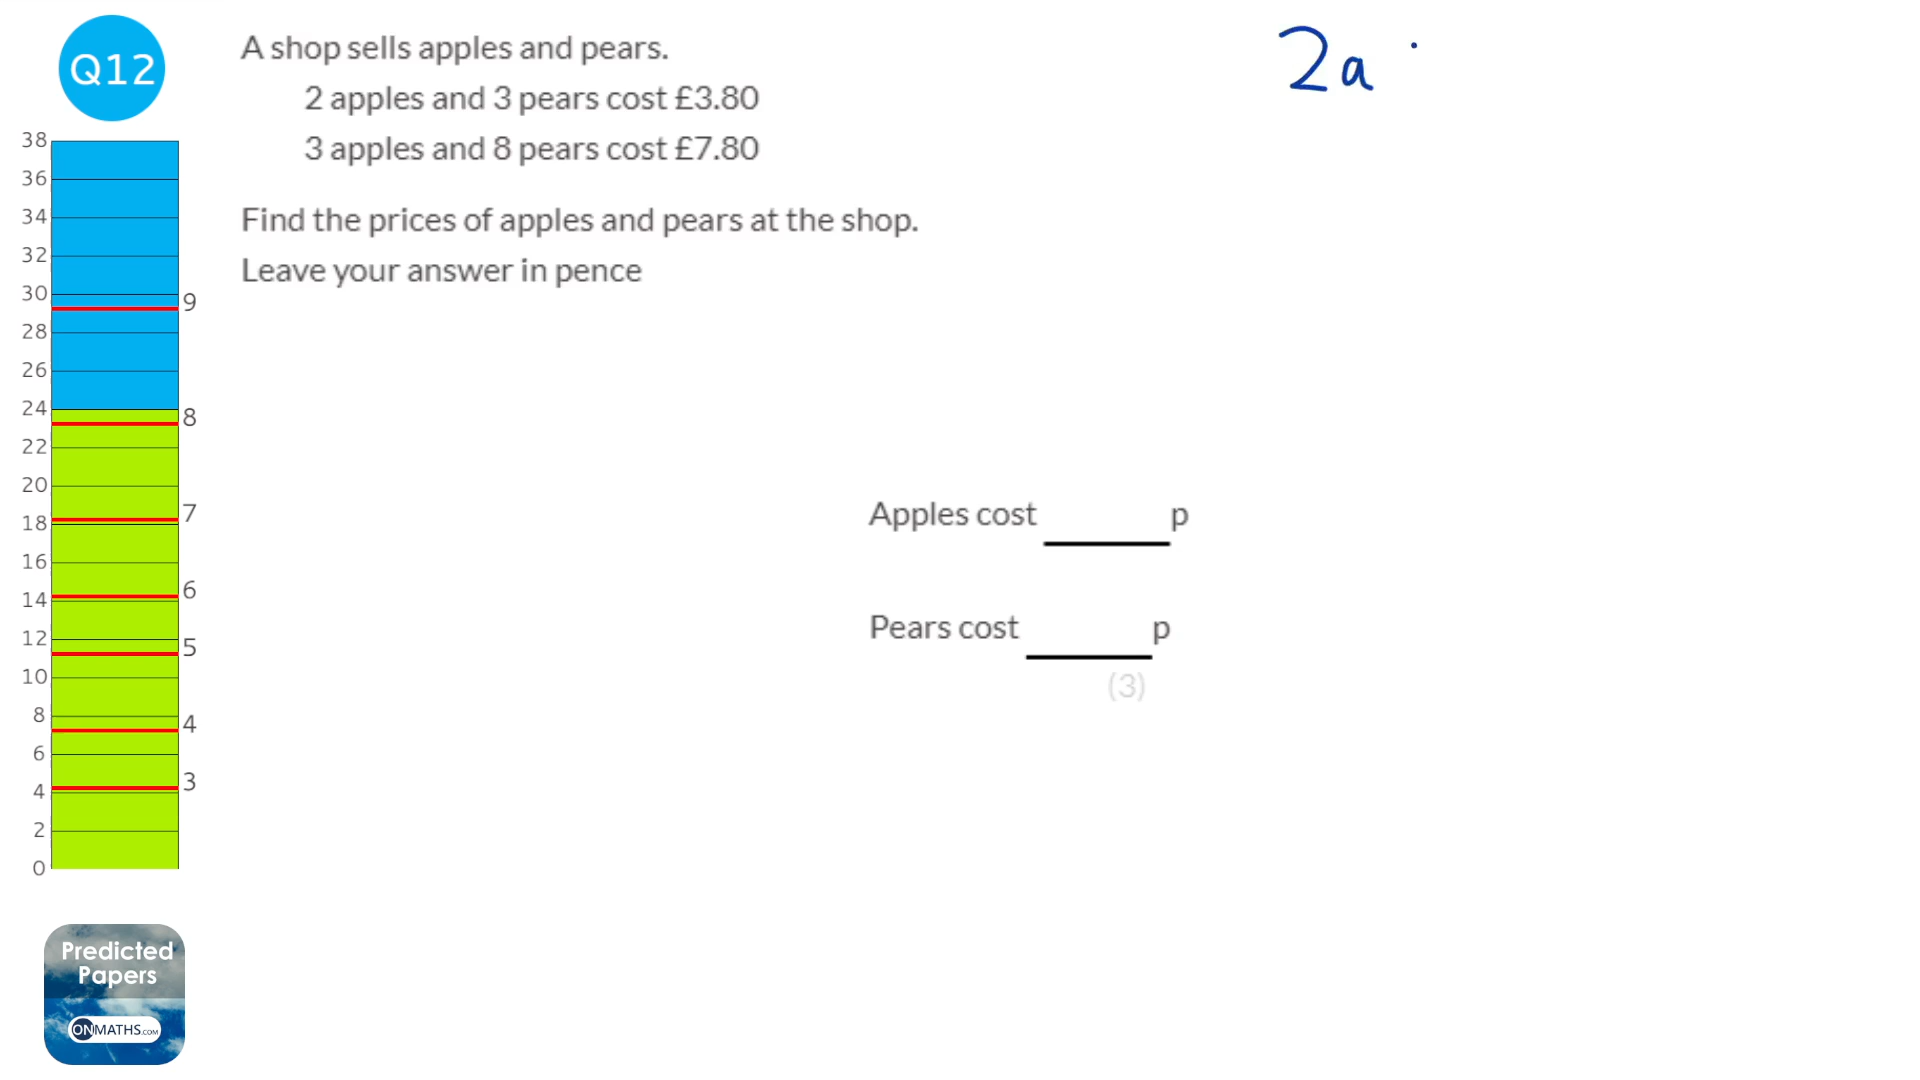 Q12
A shop sells apples and pears.
2 apples and 3 pears cost £3.80
3 apples and 8 pears cost £7.80
Find the prices of apples and pears at the shop.
Leave your answer in pence
2a
38
36
34
32
30
9
28
26
24
8
22
20
7
18
16
6
14
12
5
10
8
4
6
3
4
2
0
Apples cost p
Pears cost p
(3)
Predicted
Papers
ONMATHS.COM